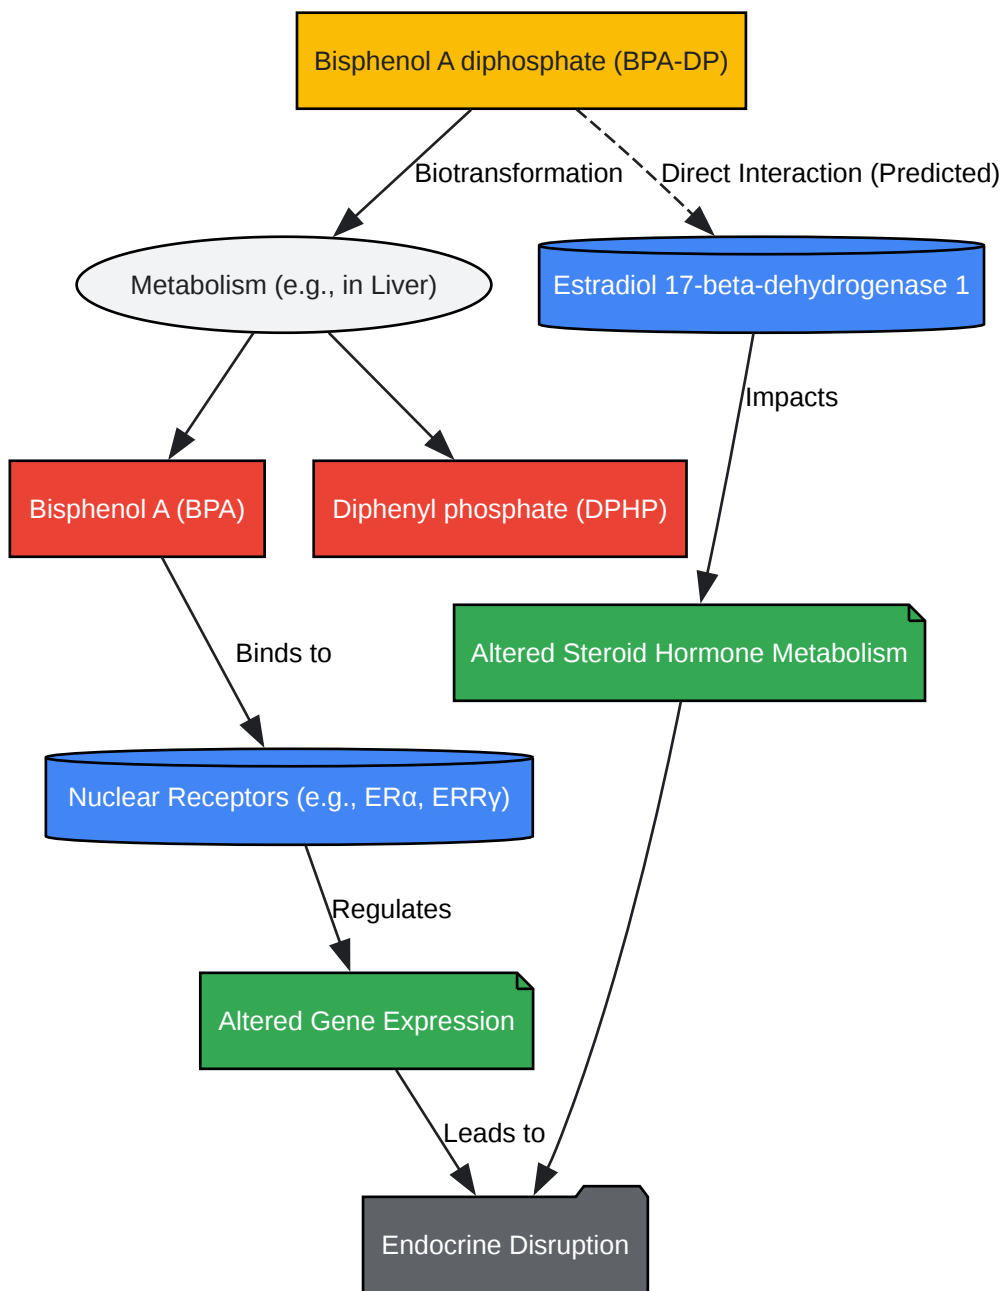 Bisphenol A diphosphate (BPA-DP)
Biotransformation
Direct Interaction (Predicted)
Metabolism (e.g., in Liver)
Estradiol 17-beta-dehydrogenase 1
Impacts
Bisphenol A (BPA)
Diphenyl phosphate (DPHP)
Binds to
Altered Steroid Hormone Metabolism
Nuclear Receptors (e.g., ERα, ERRγ)
Regulates
Altered Gene Expression
Leads to
Endocrine Disruption